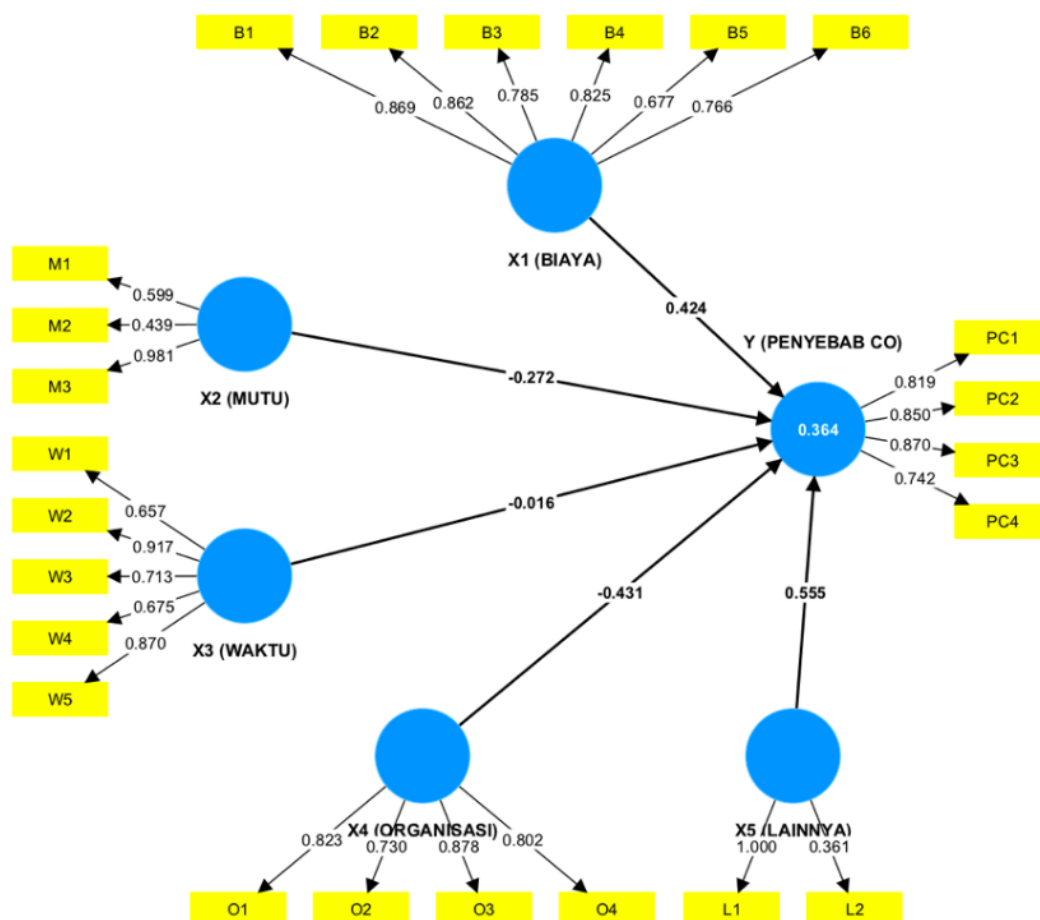 B1 B2 B3 B4 B5 B6
0.869 0.862 0.785 0.825 0.677 0.766
X1 (BIAYA)
0.424
M1
M2
M3
0.599
0.439
0.981
X2 (MUTU)
-0.272
Y (PENYEBAB CO)
0.364
PC1
PC2
PC3
PC4
0.819
0.850
0.870
0.742
W1
W2
W3
W4
W5
0.657
0.917
0.713
0.675
0.870
X3 (WAKTU)
-0.016
-0.431
0.555
X4 (ORGANISASI)
0.823 0.730 0.878 0.802
O1 O2 O3 O4
X5 (LAINNYA)
1.000 0.361
L1 L2